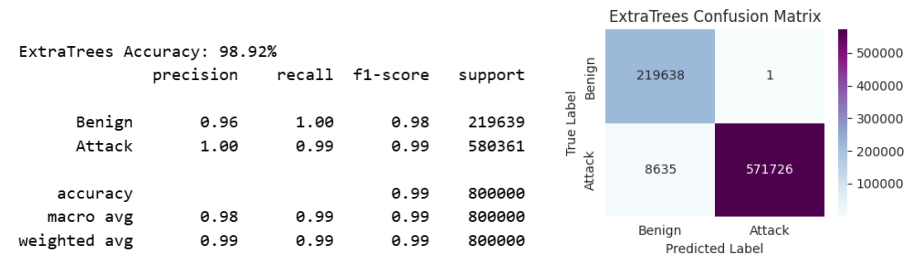 ExtraTrees Accuracy: 98.92%
precision recall f1-score support
Benign 0.96 1.00 0.98 219639
Attack 1.00 0.99 0.99 580361
accuracy 0.99 800000
macro avg 0.98 0.99 0.99 800000
weighted avg 0.99 0.99 0.99 800000
ExtraTrees Confusion Matrix
True Label
Benign
219638 1
Attack
8635 571726
Benign Attack
Predicted Label
500000
400000
300000
200000
100000